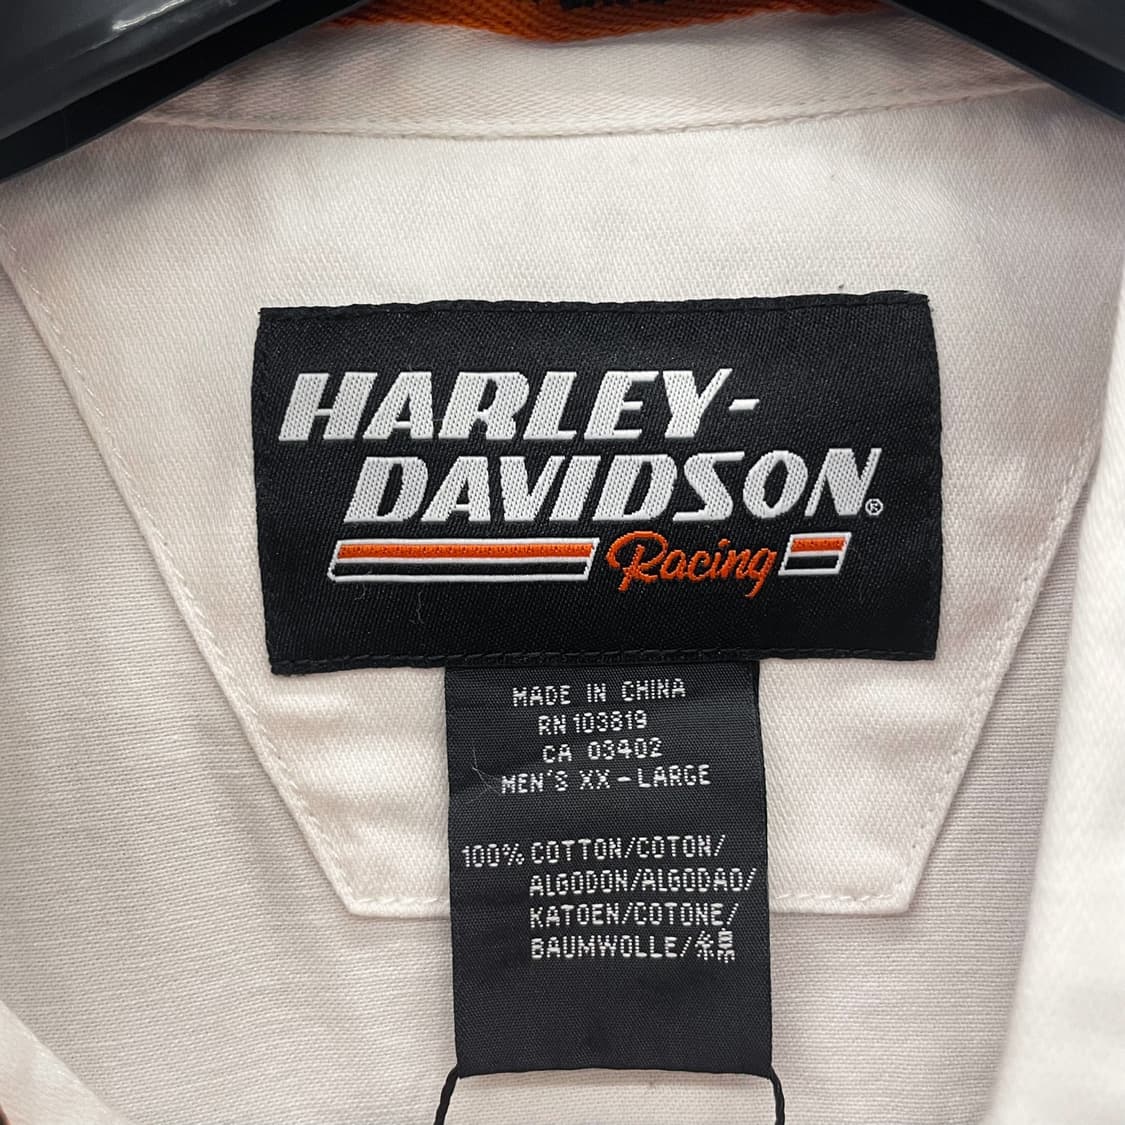 HARLEY-
DAVIDSON®
Racing
MADE IN CHINA
RN 103819
CA 03402
MEN'S XX-LARGE
100% COTTON/COTON/
ALGODON/ALGODAO/
KATOEN/COTONE/
BAUMWOLLE/綿